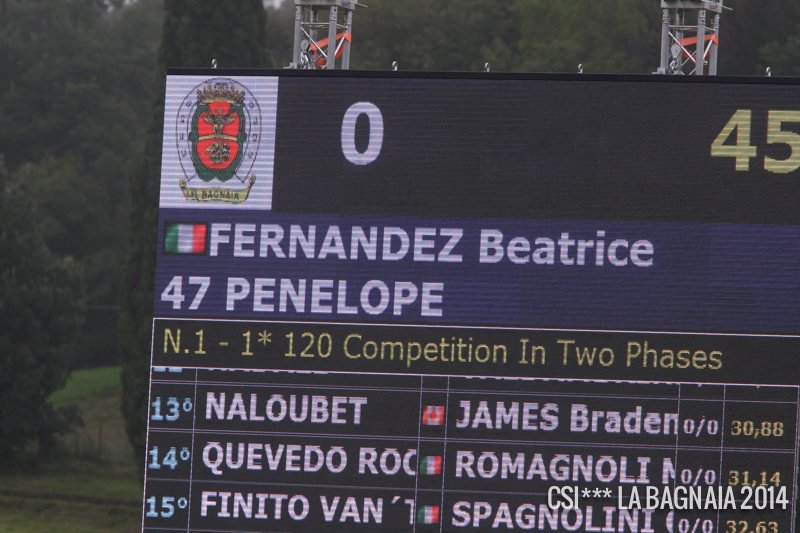 LA BAGNAIA
0
45
FERNANDEZ Beatrice
47 PENELOPE
N.1 - 1* 120 Competition In Two Phases
13° NALOUBET JAMES Braden 0/0 30,88
14° QUEVEDO ROC ROMAGNOLI M 0/0 31,14
15° FINITO VAN´T SPAGNOLINI 0/0 32,63
CSI*** LA BAGNAIA 2014